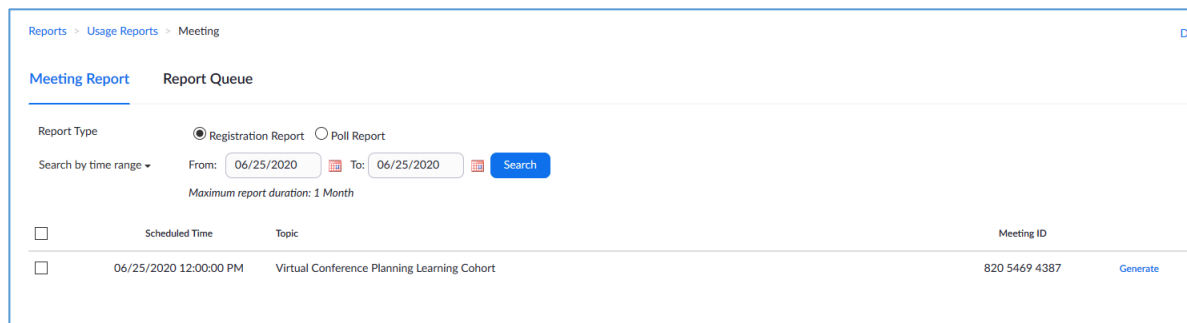 Reports > Usage Reports > Meeting D
Meeting Report Report Queue
Report Type Registration Report Poll Report
Search by time range From: 06/25/2020 To: 06/25/2020 Search
Maximum report duration: 1 Month
Scheduled Time Topic Meeting ID
06/25/2020 12:00:00 PM Virtual Conference Planning Learning Cohort 820 5469 4387 Generate